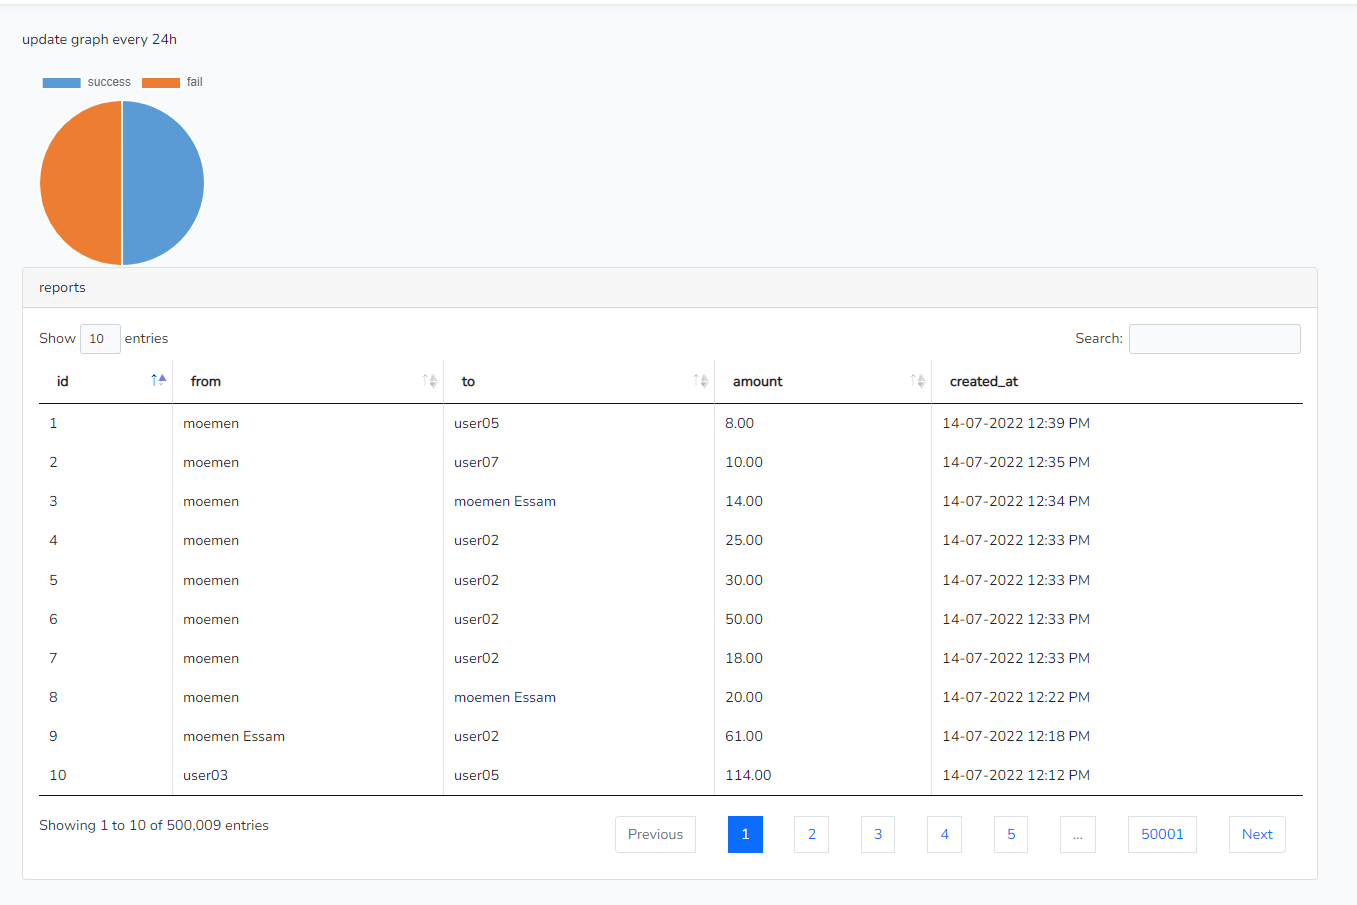 update graph every 24h
success fail
reports
Show 10 entries Search:
id from to amount created_at
1 moemen user05 8.00 14-07-2022 12:39 PM
2 moemen user07 10.00 14-07-2022 12:35 PM
3 moemen moemen Essam 14.00 14-07-2022 12:34 PM
4 moemen user02 25.00 14-07-2022 12:33 PM
5 moemen user02 30.00 14-07-2022 12:33 PM
6 moemen user02 50.00 14-07-2022 12:33 PM
7 moemen user02 18.00 14-07-2022 12:33 PM
8 moemen moemen Essam 20.00 14-07-2022 12:22 PM
9 moemen Essam user02 61.00 14-07-2022 12:18 PM
10 user03 user05 114.00 14-07-2022 12:12 PM
Showing 1 to 10 of 500,009 entries Previous 1 2 3 4 5 ... 50001 Next